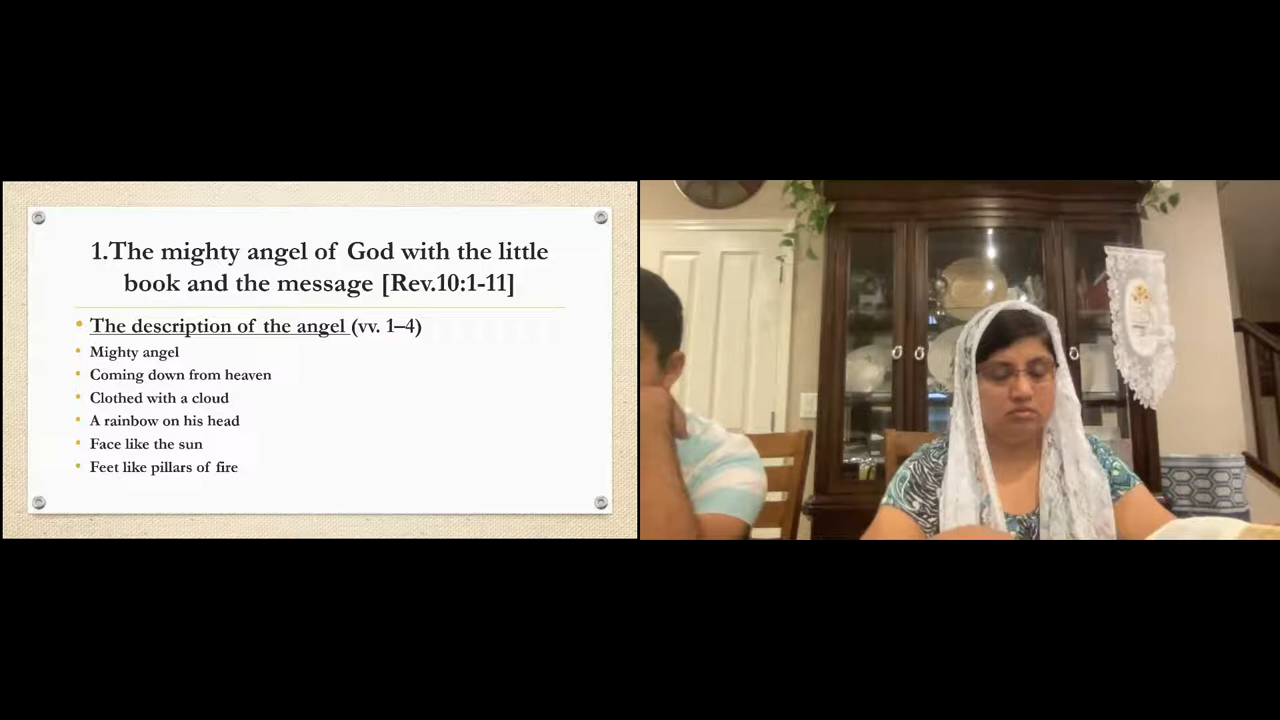 1.The mighty angel of God with the little
book and the message [Rev.10:1-11]
• The description of the angel (vv. 1–4)
• Mighty angel
• Coming down from heaven
• Clothed with a cloud
• A rainbow on his head
• Face like the sun
• Feet like pillars of fire